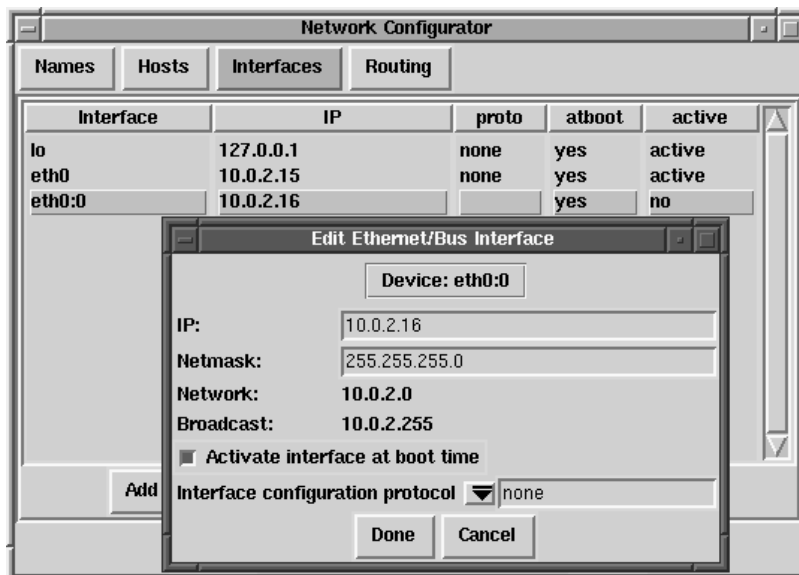 Network Configurator
Names Hosts Interfaces Routing
Interface IP proto atboot active
lo 127.0.0.1 none yes active
eth0 10.0.2.15 none yes active
eth0:0 10.0.2.16 yes no
Edit Ethernet/Bus Interface
Device: eth0:0
IP: 10.0.2.16
Netmask: 255.255.255.0
Network: 10.0.2.0
Broadcast: 10.0.2.255
Activate interface at boot time
Add
Interface configuration protocol none
Done Cancel